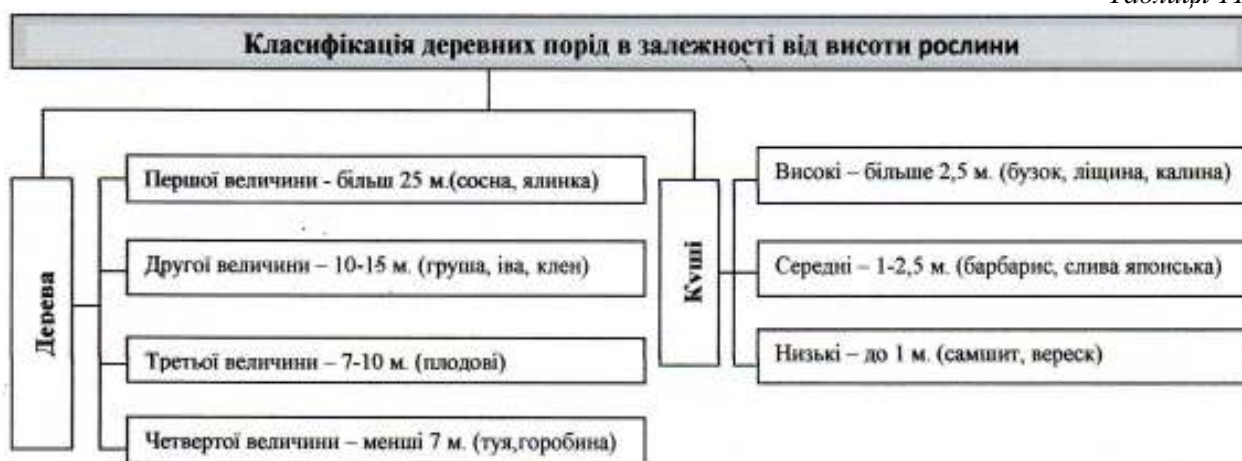 Таблиця
Класифікація деревних порід в залежності від висоти рослини
Дерева
Першої величини - більш 25 м.(сосна, ялинка)
Другої величини – 10-15 м. (груша, іва, клен)
Третьої величини – 7-10 м. (плодові)
Четвертої величини – менші 7 м. (туя,горобина)
Кущі
Високі – більше 2,5 м. (бузок, ліщина, калина)
Середні – 1-2,5 м. (барбарис, слива японська)
Низькі – до 1 м. (самшит, вереск)